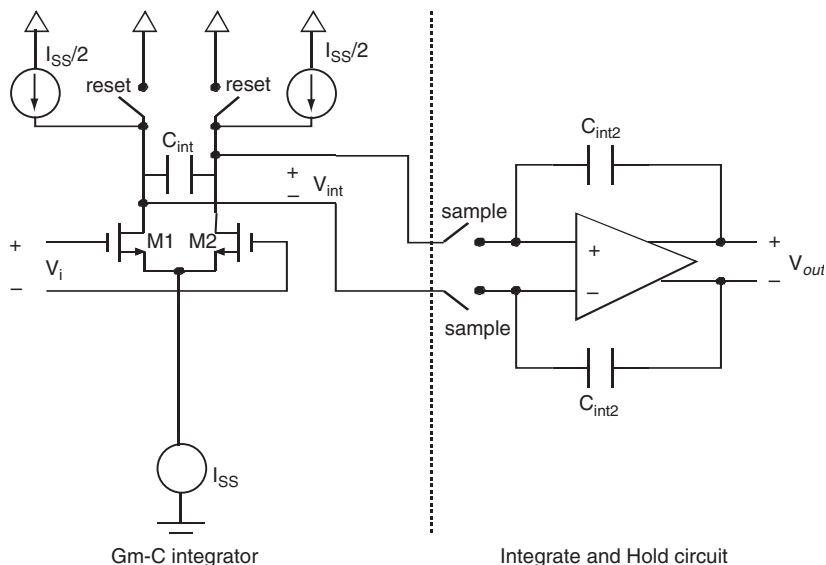 I_SS/2
I_SS/2
reset
reset
C_int
+
−
V_int
C_int2
sample
+
−
V_i
M1
M2
+
−
+
−
V_out
sample
C_int2
I_SS
Gm-C integrator
Integrate and Hold circuit